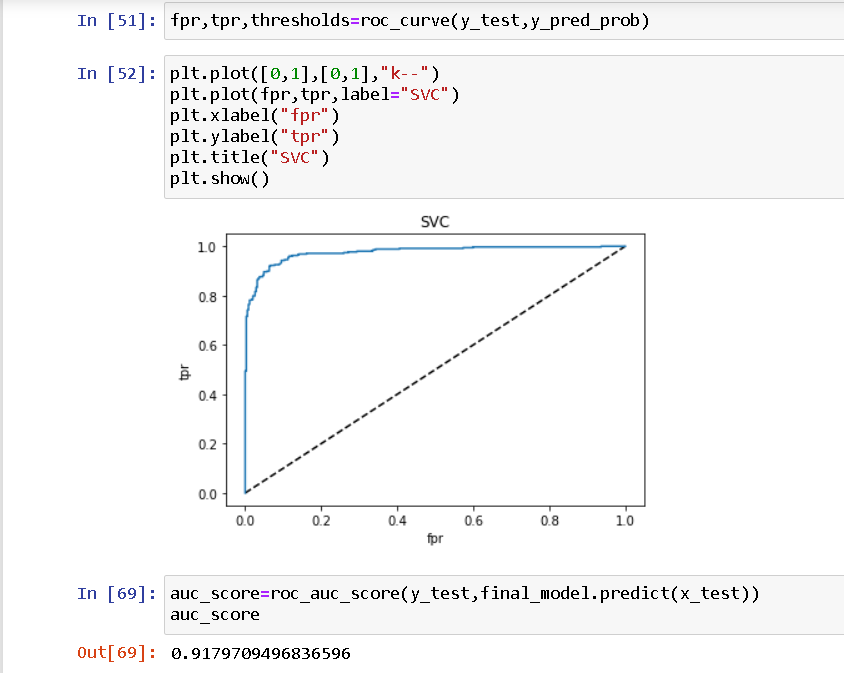 In [51]: fpr,tpr,thresholds=roc_curve(y_test,y_pred_prob)
In [52]: plt.plot([0,1],[0,1],"k--")
plt.plot(fpr,tpr,label="SVC")
plt.xlabel("fpr")
plt.ylabel("tpr")
plt.title("SVC")
plt.show()
SVC
1.0
0.8
0.6
tpr
0.4
0.2
0.0
0.0 0.2 0.4 0.6 0.8 1.0
fpr
In [69]: auc_score=roc_auc_score(y_test,final_model.predict(x_test))
auc_score
Out[69]: 0.9179709496836596